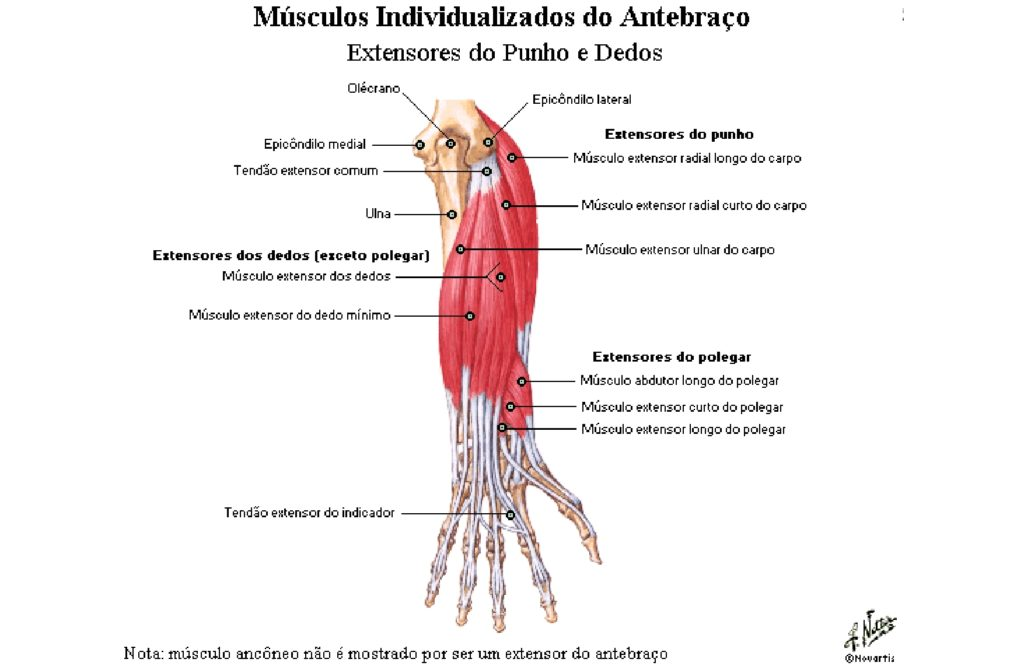 Músculos Individualizados do Antebraço
Extensores do Punho e Dedos
Olécrano
Epicôndilo lateral
Extensores do punho
Epicôndilo medial
Músculo extensor radial longo do carpo
Tendão extensor comum
Músculo extensor radial curto do carpo
Ulna
Músculo extensor ulnar do carpo
Extensores dos dedos (exceto polegar)
Músculo extensor dos dedos
Músculo extensor do dedo mínimo
Extensores do polegar
Músculo abdutor longo do polegar
Músculo extensor curto do polegar
Músculo extensor longo do polegar
Tendão extensor do indicador
©Novartis
Nota: músculo ancôneo não é mostrado por ser um extensor do antebraço